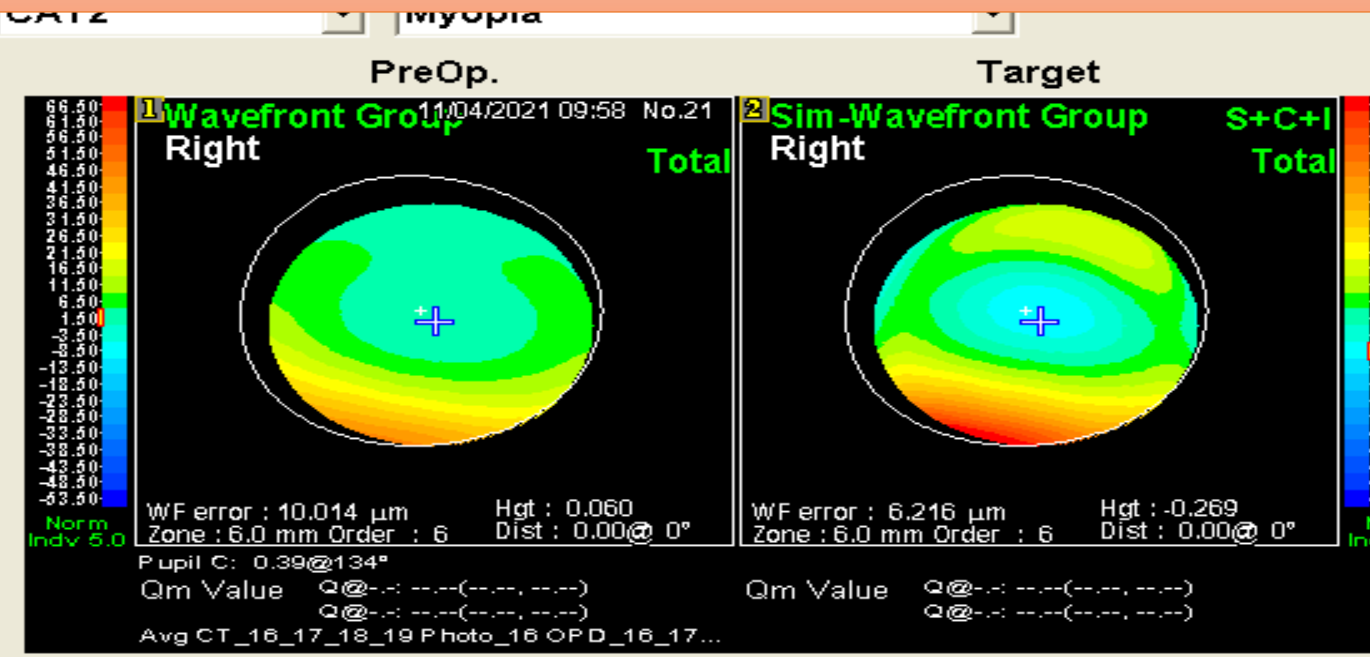 CAT2 Myopia
PreOp. Target
66.50
61.50
56.50
51.50
46.50
41.50
36.50
31.50
26.50
21.50
16.50
11.50
6.50
1.50
-3.50
-8.50
-13.50
-18.50
-23.50
-28.50
-33.50
-38.50
-43.50
-48.50
-53.50
Norm
Indv 5.0
1 Wavefront Group 11/04/2021 09:58 No.21
Right
Total
WF error : 10.014 µm Hgt : 0.060
Zone : 6.0 mm Order : 6 Dist : 0.00@ 0°
2 Sim-Wavefront Group S+C+I
Right
Total
WF error : 6.216 µm Hgt : -0.269
Zone : 6.0 mm Order : 6 Dist : 0.00@ 0°
Pupil C: 0.39@134°
Qm Value Q@-.-: --.--(--.--, --.--)
Q@-.-: --.--(--.--, --.--)
Avg CT_16_17_18_19 Photo_16 OPD_16_17...
Qm Value Q@-.-: --.--(--.--, --.--)
Q@-.-: --.--(--.--, --.--)